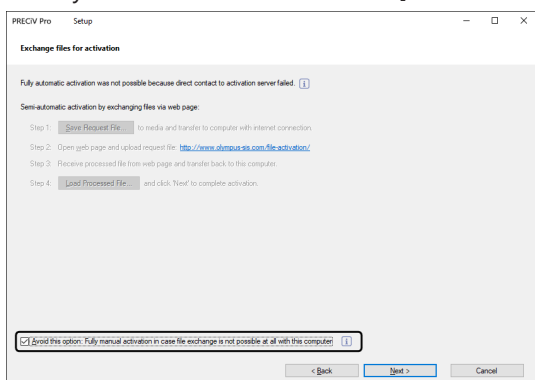 PRECiV Pro Setup
Exchange files for activation
Fully automatic activation was not possible because direct contact to activation server failed.
Semi-automatic activation by exchanging files via web page:
Step 1: Save Request File... to media and transfer to computer with internet connection.
Step 2: Open web page and upload request file: http://www.olympus-sis.com/file-activation/
Step 3: Receive processed file from web page and transfer back to this computer.
Step 4: Load Processed File... and click 'Next' to complete activation.
Avoid this option: Fully manual activation in case file exchange is not possible at all with this computer
< Back Next > Cancel